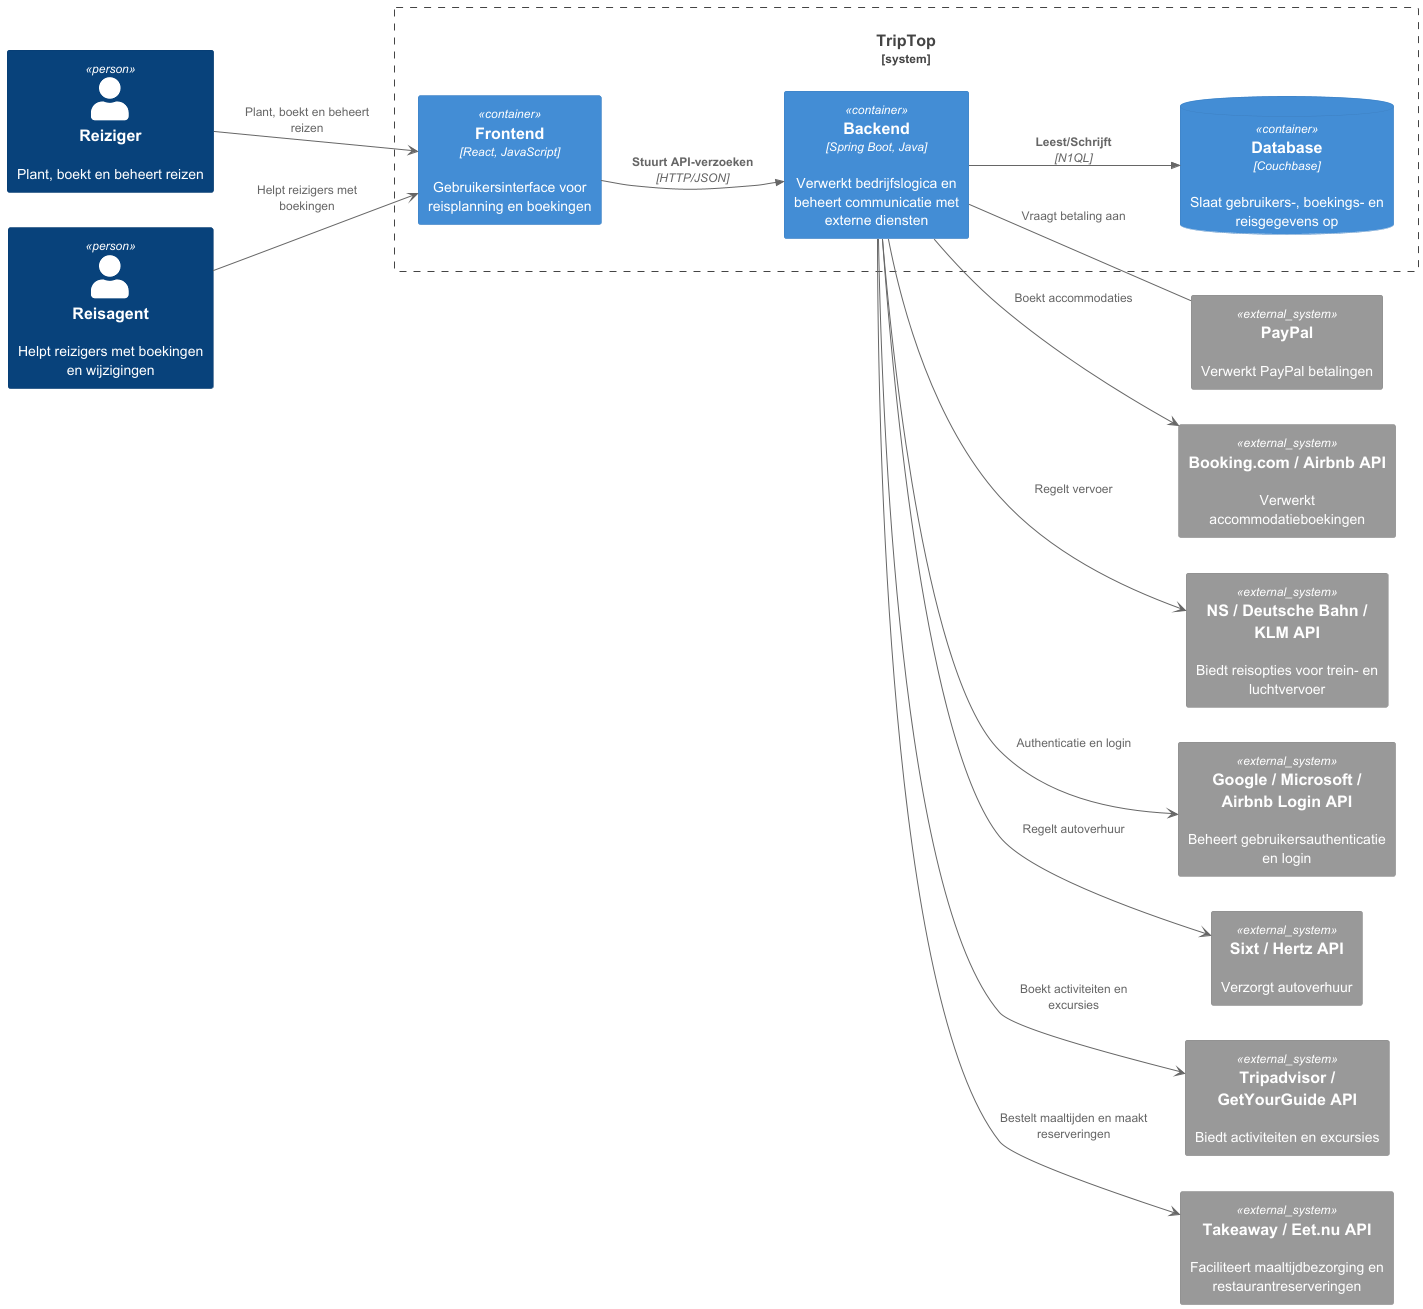 «person»
Reiziger
Plant, boekt en beheert reizen
«person»
Reisagent
Helpt reizigers met boekingen
en wijzigingen
Plant, boekt en beheert
reizen
Helpt reizigers met
boekingen
TripTop
[system]
«container»
Frontend
[React, JavaScript]
Gebruikersinterface voor
reisplanning en boekingen
Stuurt API-verzoeken
[HTTP/JSON]
«container»
Backend
[Spring Boot, Java]
Verwerkt bedrijfslogica en
beheert communicatie met
externe diensten
Leest/Schrijft
[N1QL]
«container»
Database
[Couchbase]
Slaat gebruikers-, boekings- en
reisgegevens op
Vraagt betaling aan
«external_system»
PayPal
Verwerkt PayPal betalingen
Boekt accommodaties
«external_system»
Booking.com / Airbnb API
Verwerkt
accommodatieboekingen
Regelt vervoer
«external_system»
NS / Deutsche Bahn /
KLM API
Biedt reisopties voor trein- en
luchtvervoer
Authenticatie en login
«external_system»
Google / Microsoft /
Airbnb Login API
Beheert gebruikersauthenticatie
en login
Regelt autoverhuur
«external_system»
Sixt / Hertz API
Verzorgt autoverhuur
Boekt activiteiten en
excursies
«external_system»
Tripadvisor /
GetYourGuide API
Biedt activiteiten en excursies
Bestelt maaltijden en maakt
reserveringen
«external_system»
Takeaway / Eet.nu API
Faciliteert maaltijdbezorging en
restaurantreserveringen